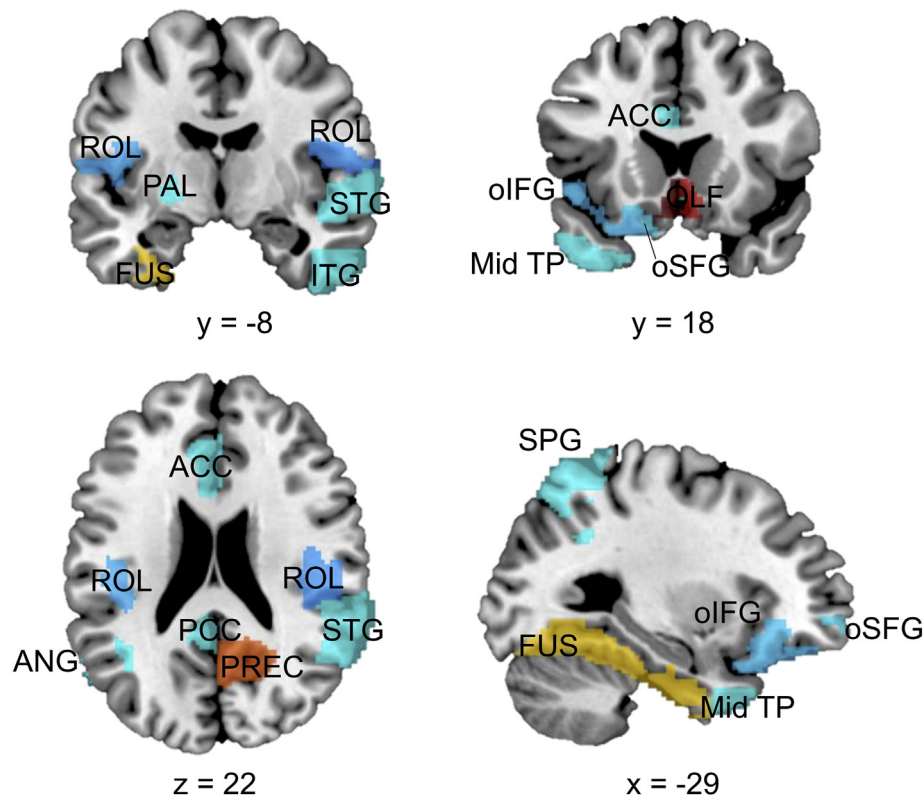 ROL
ROL
PAL
STG
FUS
ITG
y = -8
ACC
oIFG
OLF
Mid TP
oSFG
y = 18
ACC
ROL
ROL
PCC
STG
ANG
PREC
z = 22
SPG
oIFG
oSFG
FUS
Mid TP
x = -29